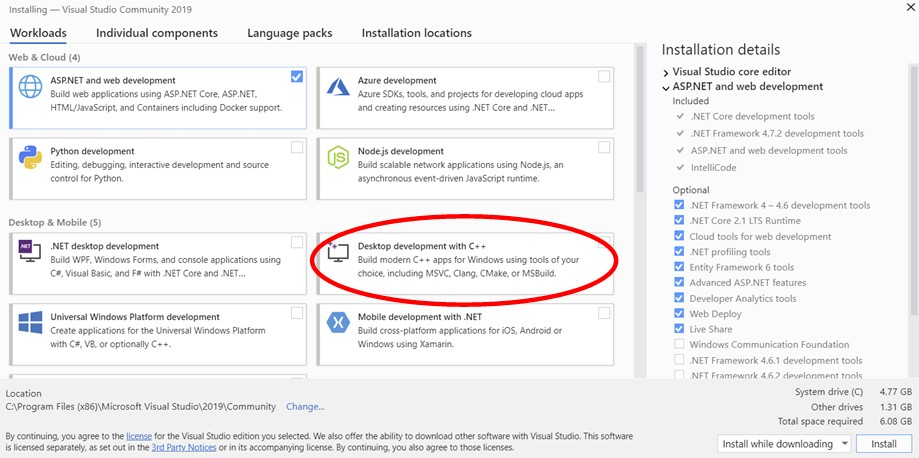 Installing — Visual Studio Community 2019
Workloads Individual components Language packs Installation locations
Web & Cloud (4)
ASP.NET and web development
Build web applications using ASP.NET Core, ASP.NET,
HTML/JavaScript, and Containers including Docker support.
Azure development
Azure SDKs, tools, and projects for developing cloud apps
and creating resources using .NET Core and .NET…
Python development
Editing, debugging, interactive development and source
control for Python.
Node.js development
Build scalable network applications using Node.js, an
asynchronous event-driven JavaScript runtime.
Desktop & Mobile (5)
.NET
.NET desktop development
Build WPF, Windows Forms, and console applications using
C#, Visual Basic, and F# with .NET Core and .NET…
Desktop development with C++
Build modern C++ apps for Windows using tools of your
choice, including MSVC, Clang, CMake, or MSBuild.
Universal Windows Platform development
Create applications for the Universal Windows Platform
with C#, VB, or optionally C++.
Mobile development with .NET
Build cross-platform applications for iOS, Android or
Windows using Xamarin.
Installation details
Visual Studio core editor
ASP.NET and web development
Included
.NET Core development tools
.NET Framework 4.7.2 development tools
ASP.NET and web development tools
IntelliCode
Optional
.NET Framework 4 – 4.6 development tools
.NET Core 2.1 LTS Runtime
Cloud tools for web development
.NET profiling tools
Entity Framework 6 tools
Advanced ASP.NET features
Developer Analytics tools
Web Deploy
Live Share
Windows Communication Foundation
.NET Framework 4.6.1 development tools
.NET Framework 4.6.2 development tools
Location
C:\Program Files (x86)\Microsoft Visual Studio\2019\Community Change...
System drive (C) 4.77 GB
Other drives 1.31 GB
Total space required 6.08 GB
By continuing, you agree to the license for the Visual Studio edition you selected. We also offer the ability to download other software with Visual Studio. This software
is licensed separately, as set out in the 3rd Party Notices or in its accompanying license. By continuing, you also agree to those licenses.
Install while downloading
Install